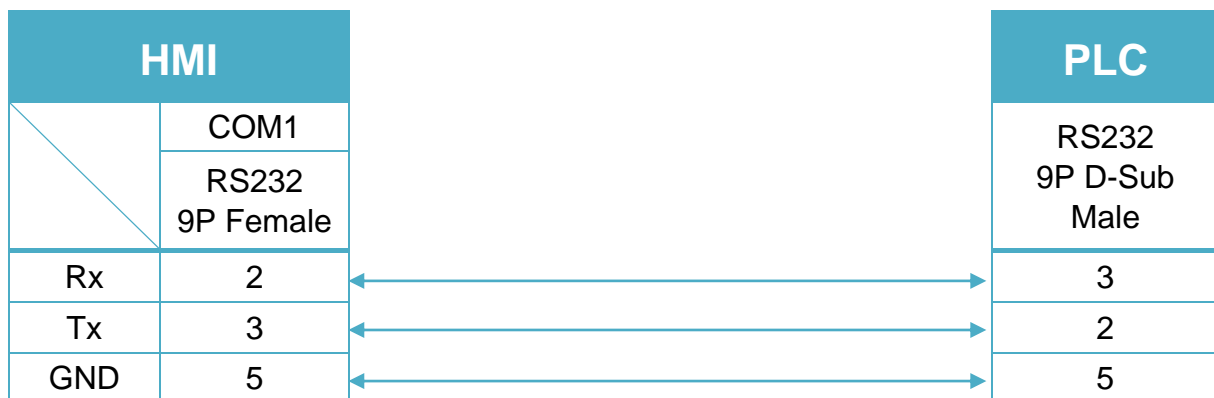 HMI
PLC
COM1
RS232
9P Female
RS232
9P D-Sub
Male
Rx 2 3
Tx 3 2
GND 5 5